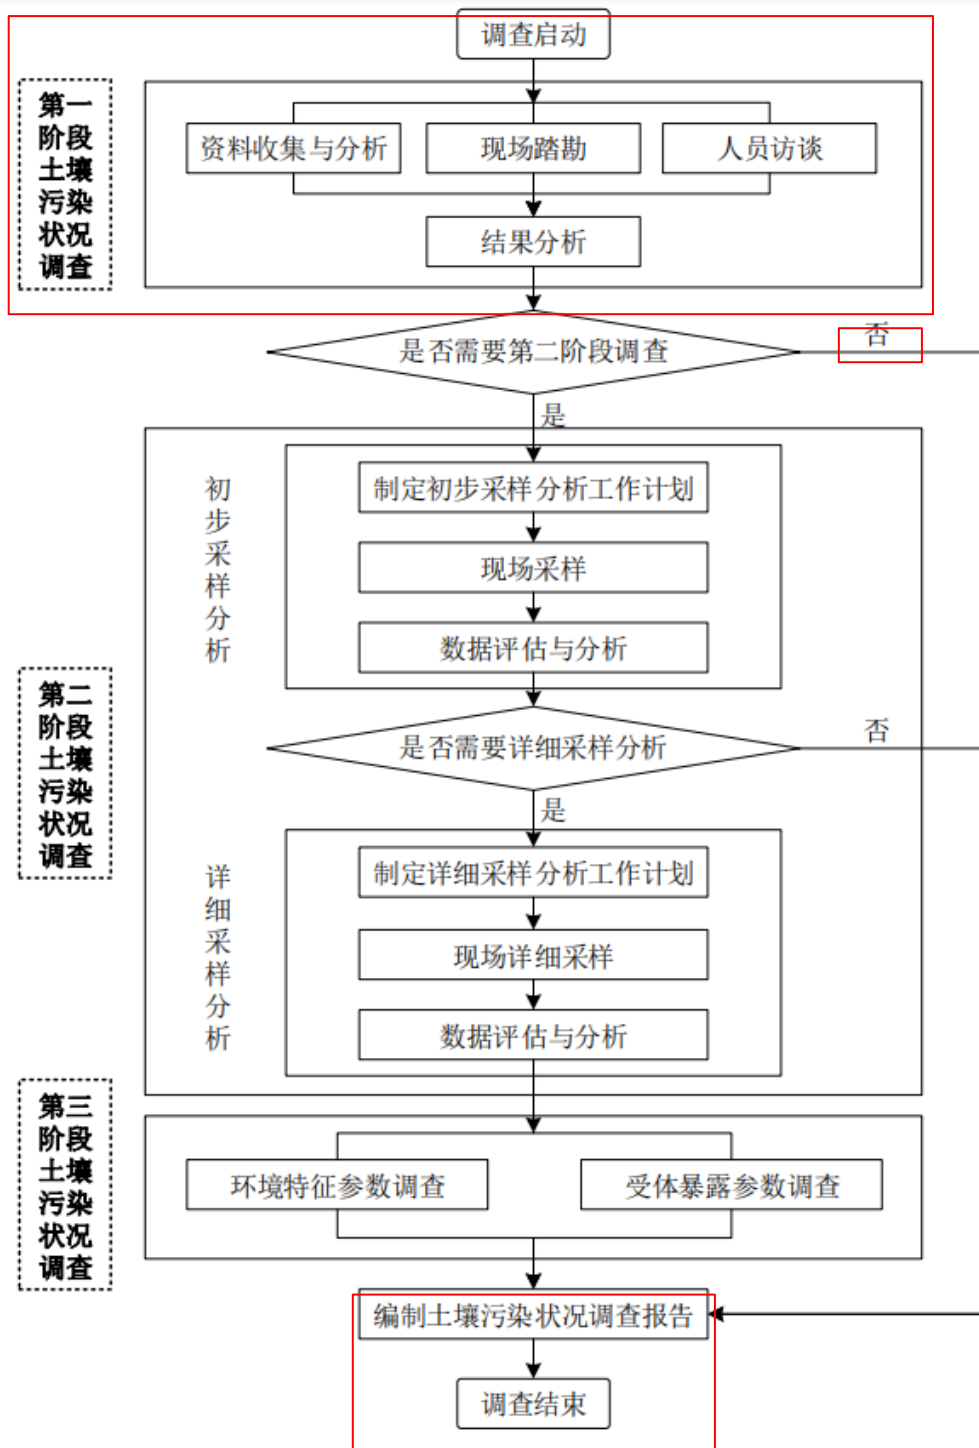 调查启动
第一
阶段
土壤
污染
状况
调查
资料收集与分析
现场踏勘
人员访谈
结果分析
是否需要第二阶段调查
否
是
初
步
采
样
分
析
制定初步采样分析工作计划
现场采样
数据评估与分析
第二
阶段
土壤
污染
状况
调查
是否需要详细采样分析
否
是
详
细
采
样
分
析
制定详细采样分析工作计划
现场详细采样
数据评估与分析
第三
阶段
土壤
污染
状况
调查
环境特征参数调查
受体暴露参数调查
编制土壤污染状况调查报告
调查结束